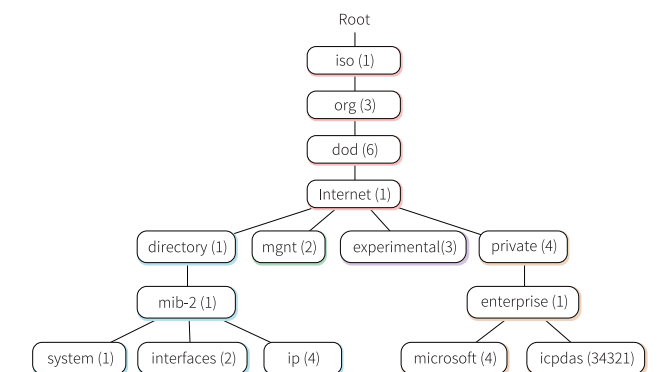 Root
iso (1)
org (3)
dod (6)
Internet (1)
directory (1)
mgnt (2)
experimental(3)
private (4)
mib-2 (1)
enterprise (1)
system (1)
interfaces (2)
ip (4)
microsoft (4)
icpdas (34321)